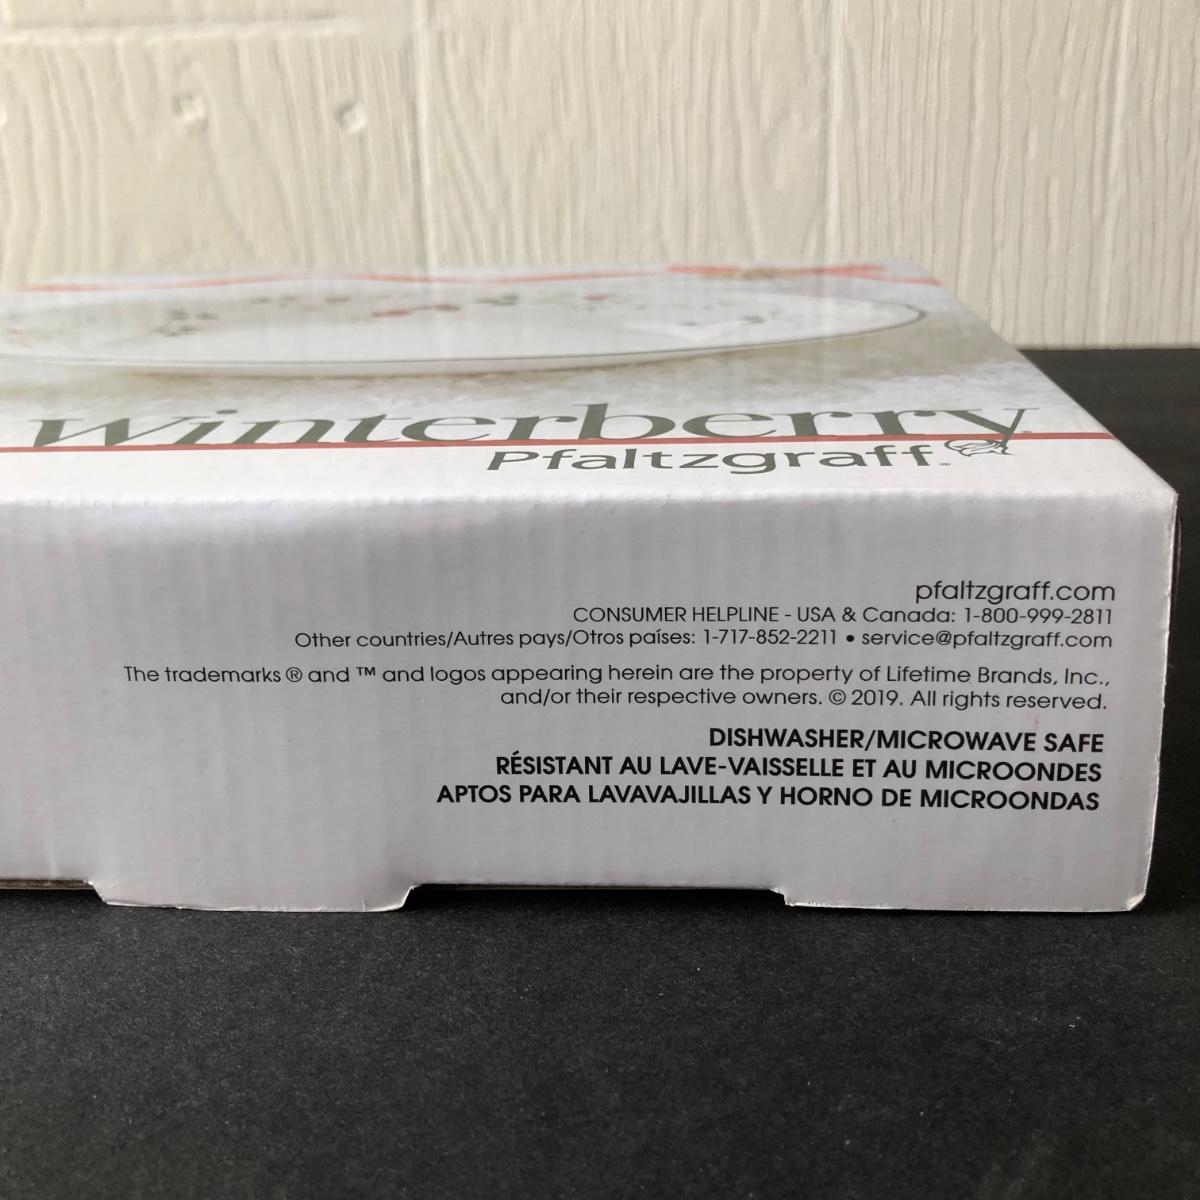 Winterberry
Pfaltzgraff®
pfaltzgraff.com
CONSUMER HELPLINE - USA & Canada: 1-800-999-2811
Other countries/Autres pays/Otros países: 1-717-852-2211 • service@pfaltzgraff.com
The trademarks ® and ™ and logos appearing herein are the property of Lifetime Brands, Inc.,
and/or their respective owners. © 2019. All rights reserved.
DISHWASHER/MICROWAVE SAFE
RÉSISTANT AU LAVE-VAISSELLE ET AU MICROONDES
APTOS PARA LAVAVAJILLAS Y HORNO DE MICROONDAS